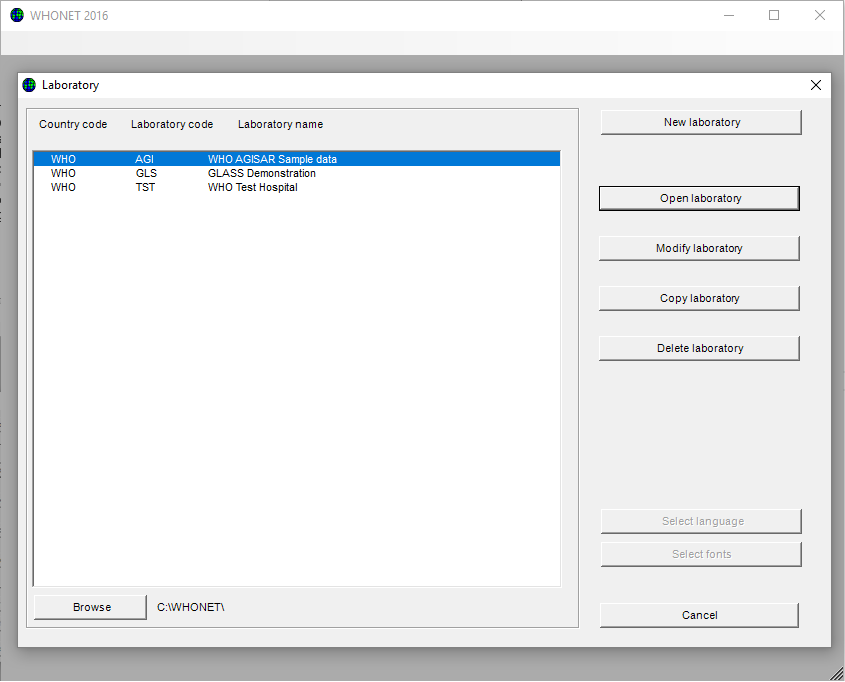 WHONET 2016
Laboratory
Country code Laboratory code Laboratory name
WHO AGI WHO AGISAR Sample data
WHO GLS GLASS Demonstration
WHO TST WHO Test Hospital
Browse C:\WHONET\
New laboratory
Open laboratory
Modify laboratory
Copy laboratory
Delete laboratory
Select language
Select fonts
Cancel